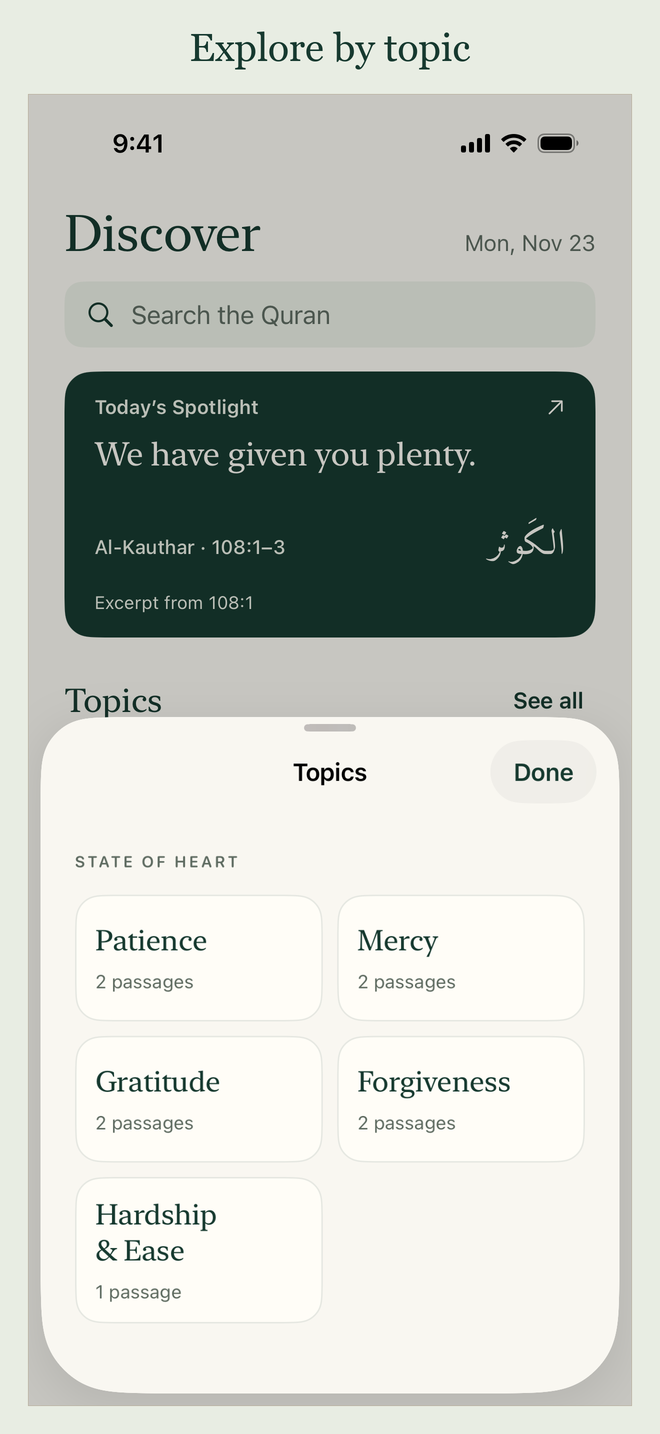 Explore by topic
9:41
Discover
Mon, Nov 23
Search the Quran
Today’s Spotlight
We have given you plenty.
Al-Kauthar · 108:1–3
الكَوثر
Excerpt from 108:1
Topics
See all
Topics
Done
STATE OF HEART
Patience
2 passages
Mercy
2 passages
Gratitude
2 passages
Forgiveness
2 passages
Hardship
& Ease
1 passage